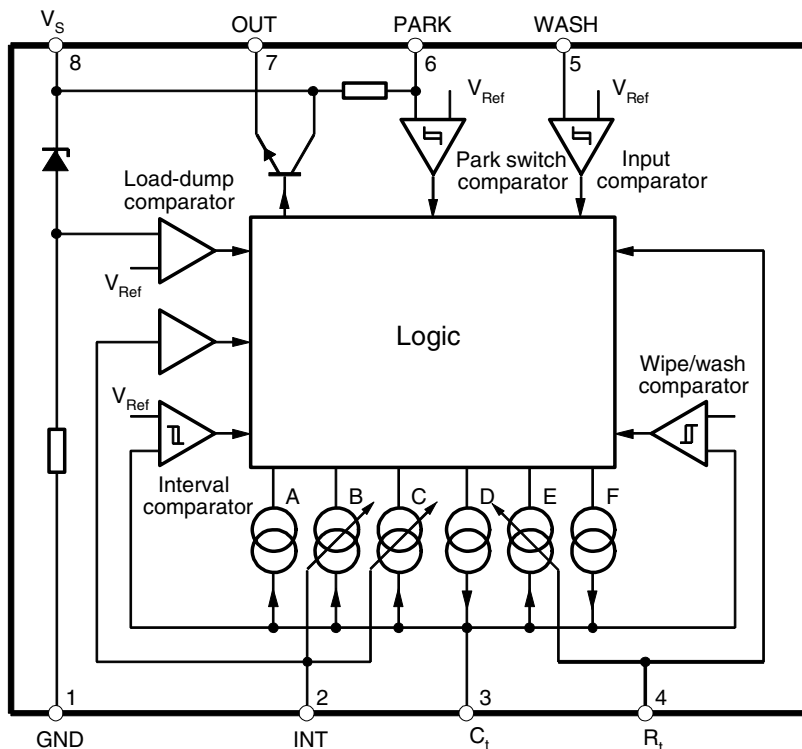 V_S OUT PARK WASH
8 7 6 5
V_Ref V_Ref
Park switch
comparator
Input
comparator
Load-dump
comparator
V_Ref
Logic
Wipe/wash
comparator
V_Ref
Interval
comparator
A B C D E F
1 2 3 4
GND INT C_t R_t